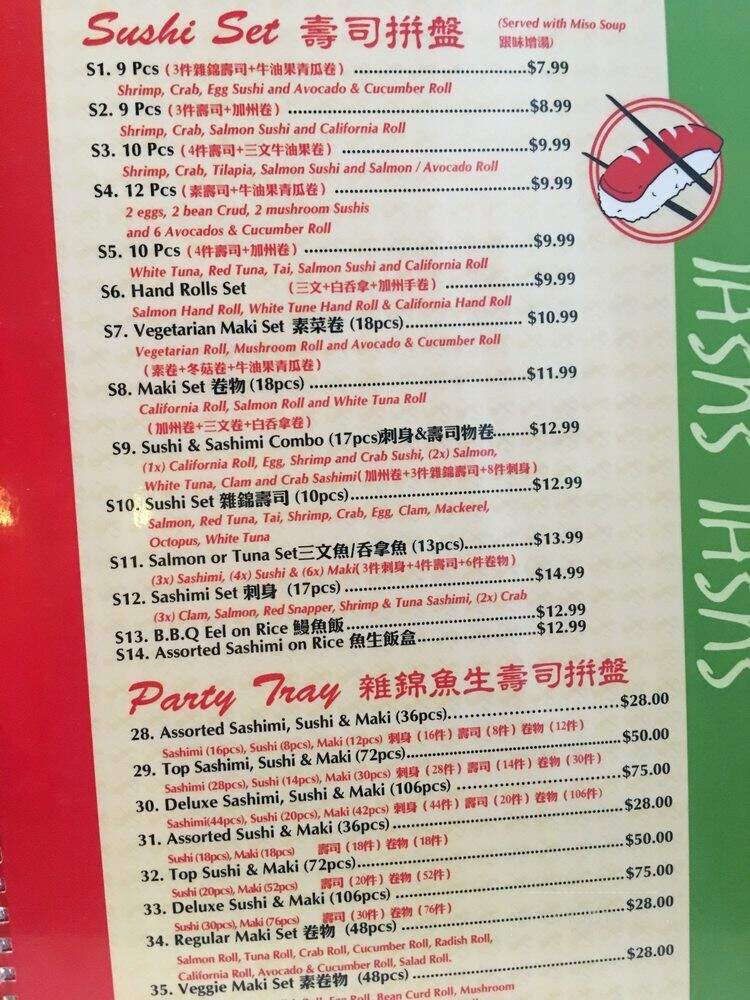 Sushi Set 壽司拼盤 (Served with Miso Soup
跟味增湯)
S1. 9 Pcs (3件雜錦壽司+牛油果青瓜卷) ..............................$7.99
Shrimp, Crab, Egg Sushi and Avocado & Cucumber Roll
S2. 9 Pcs (3件壽司+加州卷) ..............................$8.99
Shrimp, Crab, Salmon Sushi and California Roll
S3. 10 Pcs (4件壽司+三文牛油果卷) ..............................$9.99
Shrimp, Crab, Tilapia, Salmon Sushi and Salmon / Avocado Roll
S4. 12 Pcs (素壽司+牛油果青瓜卷) ..............................$9.99
2 eggs, 2 bean Crud, 2 mushroom Sushis
and 6 Avocados & Cucumber Roll
S5. 10 Pcs (4件壽司+加州卷) ..............................$9.99
White Tuna, Red Tuna, Tai, Salmon Sushi and California Roll
S6. Hand Rolls Set (三文+白吞拿+加州手卷) ...............$9.99
Salmon Hand Roll, White Tune Hand Roll & California Hand Roll
S7. Vegetarian Maki Set 素菜卷 (18pcs).................... $10.99
Vegetarian Roll, Mushroom Roll and Avocado & Cucumber Roll
(素卷+冬菇卷+牛油果青瓜卷)
S8. Maki Set 卷物 (18pcs) ..............................$11.99
California Roll, Salmon Roll and White Tuna Roll
(加州卷+三文卷+白吞拿卷)
S9. Sushi & Sashimi Combo (17pcs)刺身&壽司物卷........$12.99
(1x) California Roll, Egg, Shrimp and Crab Sushi, (2x) Salmon,
White Tuna, Clam and Crab Sashimi(加州卷+3件雜錦壽司+8件刺身)
S10. Sushi Set 雜錦壽司 (10pcs)..............................$12.99
Salmon, Red Tuna, Tai, Shrimp, Crab, Egg, Clam, Mackerel,
Octopus, White Tuna
S11. Salmon or Tuna Set三文魚/吞拿魚 (13pcs)..............$13.99
(3x) Sashimi, (4x) Sushi & (6x) Maki(3件刺身+4件壽司+6件卷物)
S12. Sashimi Set 刺身 (17pcs) ..............................$14.99
(3x) Clam, Salmon, Red Snapper, Shrimp & Tuna Sashimi, (2x) Crab
S13. B.B.Q Eel on Rice 鰻魚飯..............................$12.99
S14. Assorted Sashimi on Rice 魚生飯盒....................$12.99
Party Tray 雜錦魚生壽司拼盤
28. Assorted Sashimi, Sushi & Maki (36pcs)..............................$28.00
Sashimi (16pcs), Sushi (8pcs), Maki (12pcs) 刺身 (16件) 壽司 (8件) 卷物 (12件)
29. Top Sashimi, Sushi & Maki (72pcs)..............................$50.00
Sashimi (28pcs), Sushi (14pcs), Maki (30pcs) 刺身 (28件) 壽司 (14件) 卷物 (30件)
30. Deluxe Sashimi, Sushi & Maki (106pcs) ..............................$75.00
Sashimi(44pcs), Sushi (20pcs), Maki (42pcs) 刺身 (44件) 壽司 (20件) 卷物 (106件)
31. Assorted Sushi & Maki (36pcs)..............................$28.00
Sushi (18pcs), Maki (18pcs) 壽司 (18件) 卷物 (18件)
32. Top Sushi & Maki (72pcs)..............................$50.00
Sushi (20pcs), Maki (52pcs) 壽司 (20件) 卷物 (52件)
33. Deluxe Sushi & Maki (106pcs) ..............................$75.00
Sushi (30pcs), Maki (76pcs) 壽司 (30件) 卷物 (76件)
34. Regular Maki Set 卷物 (48pcs) ..............................$28.00
Salmon Roll, Tuna Roll, Crab Roll, Cucumber Roll, Radish Roll,
California Roll, Avocado & Cucumber Roll, Salad Roll.
35. Veggie Maki Set 素卷物 (48pcs) ..............................$28.00
Roll, Egg Roll, Bean Curd Roll, Mushroom
SUSHI SUSHI